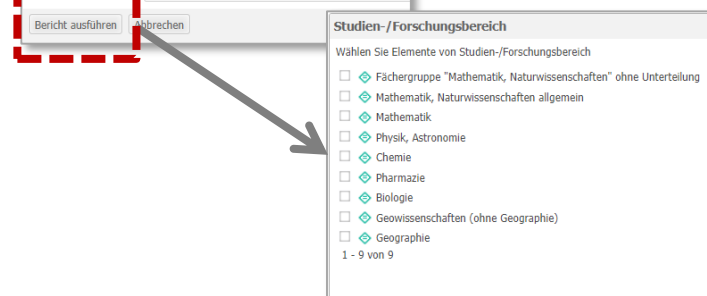 Bericht ausführen
Abbrechen
Studien-/Forschungsbereich
Wählen Sie Elemente von Studien-/Forschungsbereich
Fächergruppe "Mathematik, Naturwissenschaften" ohne Unterteilung
Mathematik, Naturwissenschaften allgemein
Mathematik
Physik, Astronomie
Chemie
Pharmazie
Biologie
Geowissenschaften (ohne Geographie)
Geographie
1 - 9 von 9